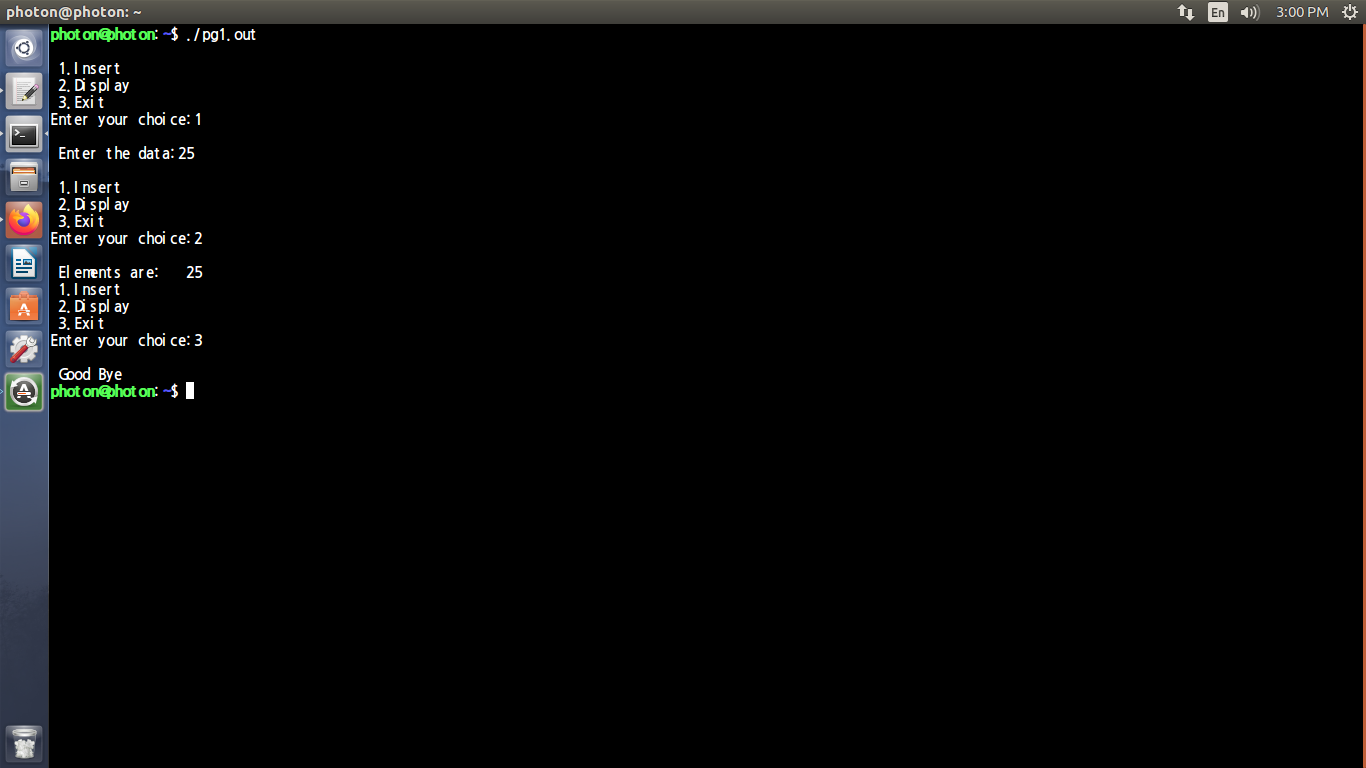 photon@photon: ~
En
3:00 PM
photon@photon:~$ ./pg1.out
1.Insert
2.Display
3.Exit
Enter your choice:1
Enter the data:25
1.Insert
2.Display
3.Exit
Enter your choice:2
Elements are:   25
1.Insert
2.Display
3.Exit
Enter your choice:3
Good Bye
photon@photon:~$